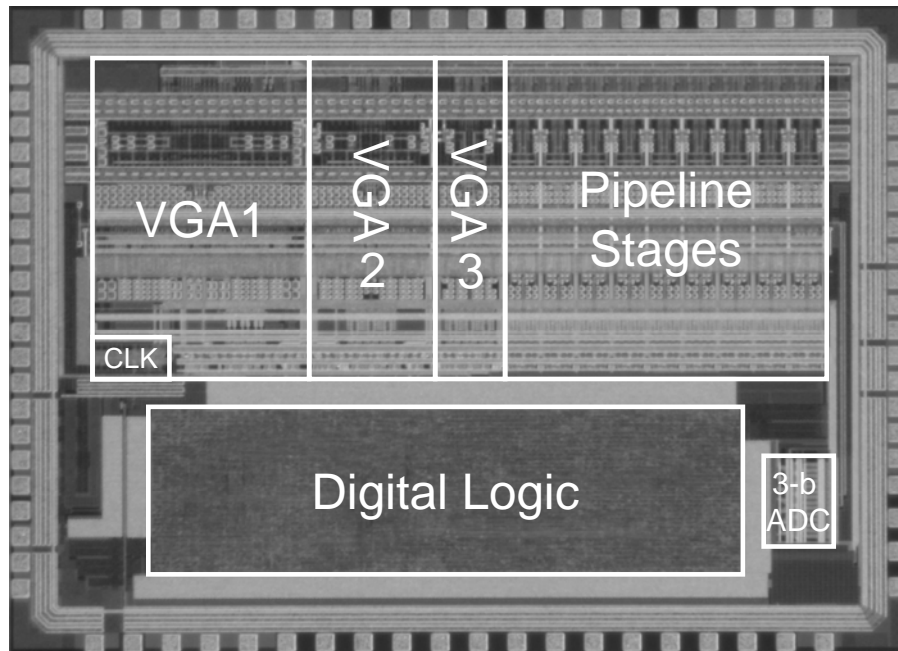 VGA1
VGA 2
VGA 3
Pipeline
Stages
CLK
Digital Logic
3-b
ADC